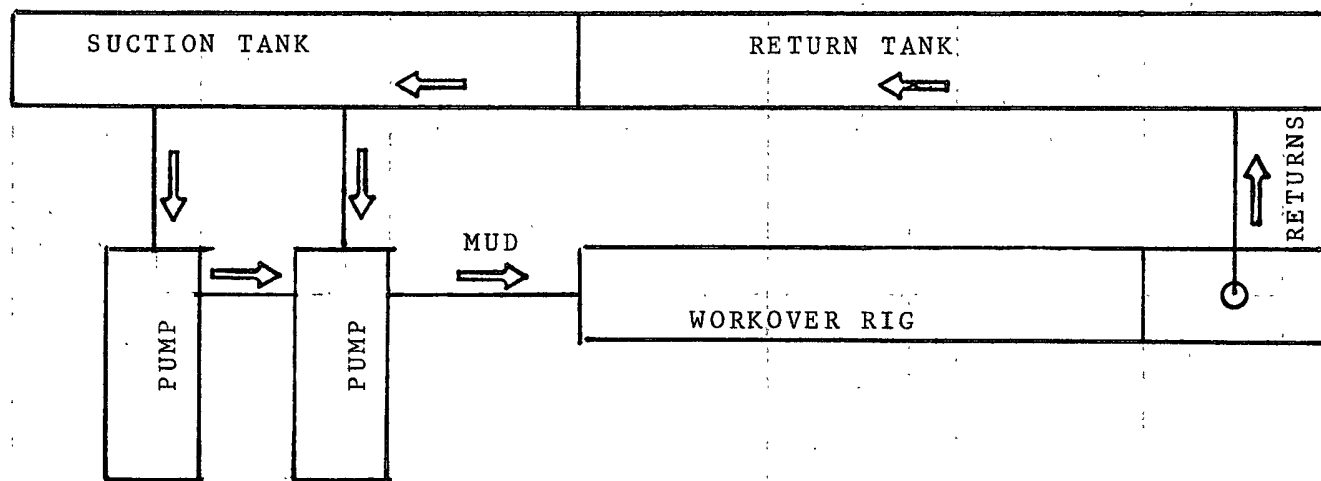 SUCTION TANK
RETURN TANK
RETURNS
MUD
PUMP
PUMP
WORKOVER RIG